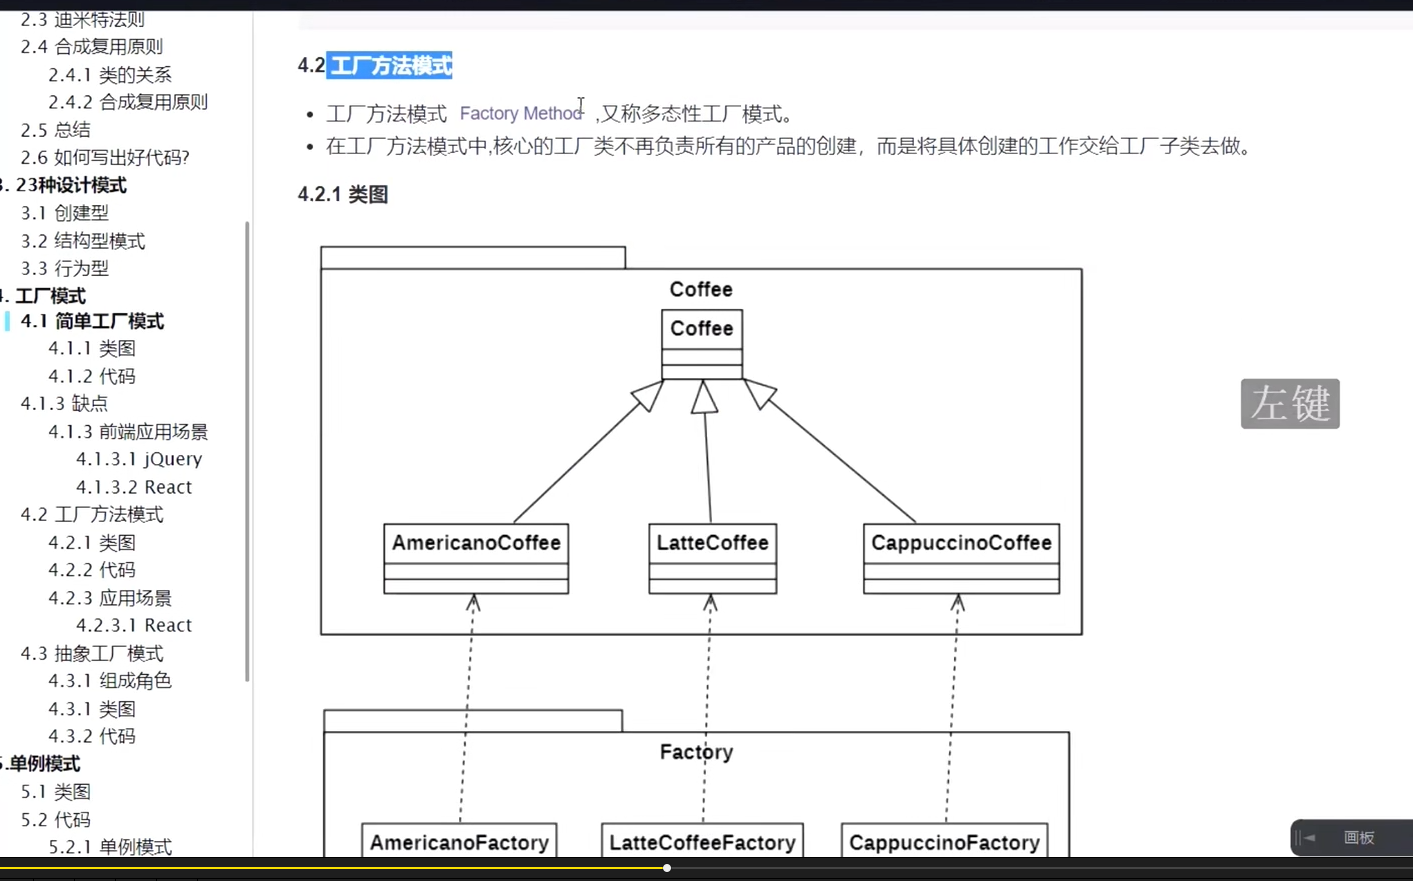 2.3 迪米特法则
2.4 合成复用原则
2.4.1 类的关系
2.4.2 合成复用原则
2.5 总结
2.6 如何写出好代码?
3. 23种设计模式
3.1 创建型
3.2 结构型模式
3.3 行为型
4. 工厂模式
4.1 简单工厂模式
4.1.1 类图
4.1.2 代码
4.1.3 缺点
4.1.3 前端应用场景
4.1.3.1 jQuery
4.1.3.2 React
4.2 工厂方法模式
4.2.1 类图
4.2.2 代码
4.2.3 应用场景
4.2.3.1 React
4.3 抽象工厂模式
4.3.1 组成角色
4.3.1 类图
4.3.2 代码
5.单例模式
5.1 类图
5.2 代码
5.2.1 单例模式
4.2 工厂方法模式
• 工厂方法模式 Factory Method ,又称多态性工厂模式。
• 在工厂方法模式中,核心的工厂类不再负责所有的产品的创建，而是将具体创建的工作交给工厂子类去做。
4.2.1 类图
Coffee
Coffee
左键
AmericanoCoffee LatteCoffee CappuccinoCoffee
Factory
AmericanoFactory LatteCoffeeFactory CappuccinoFactory
画板